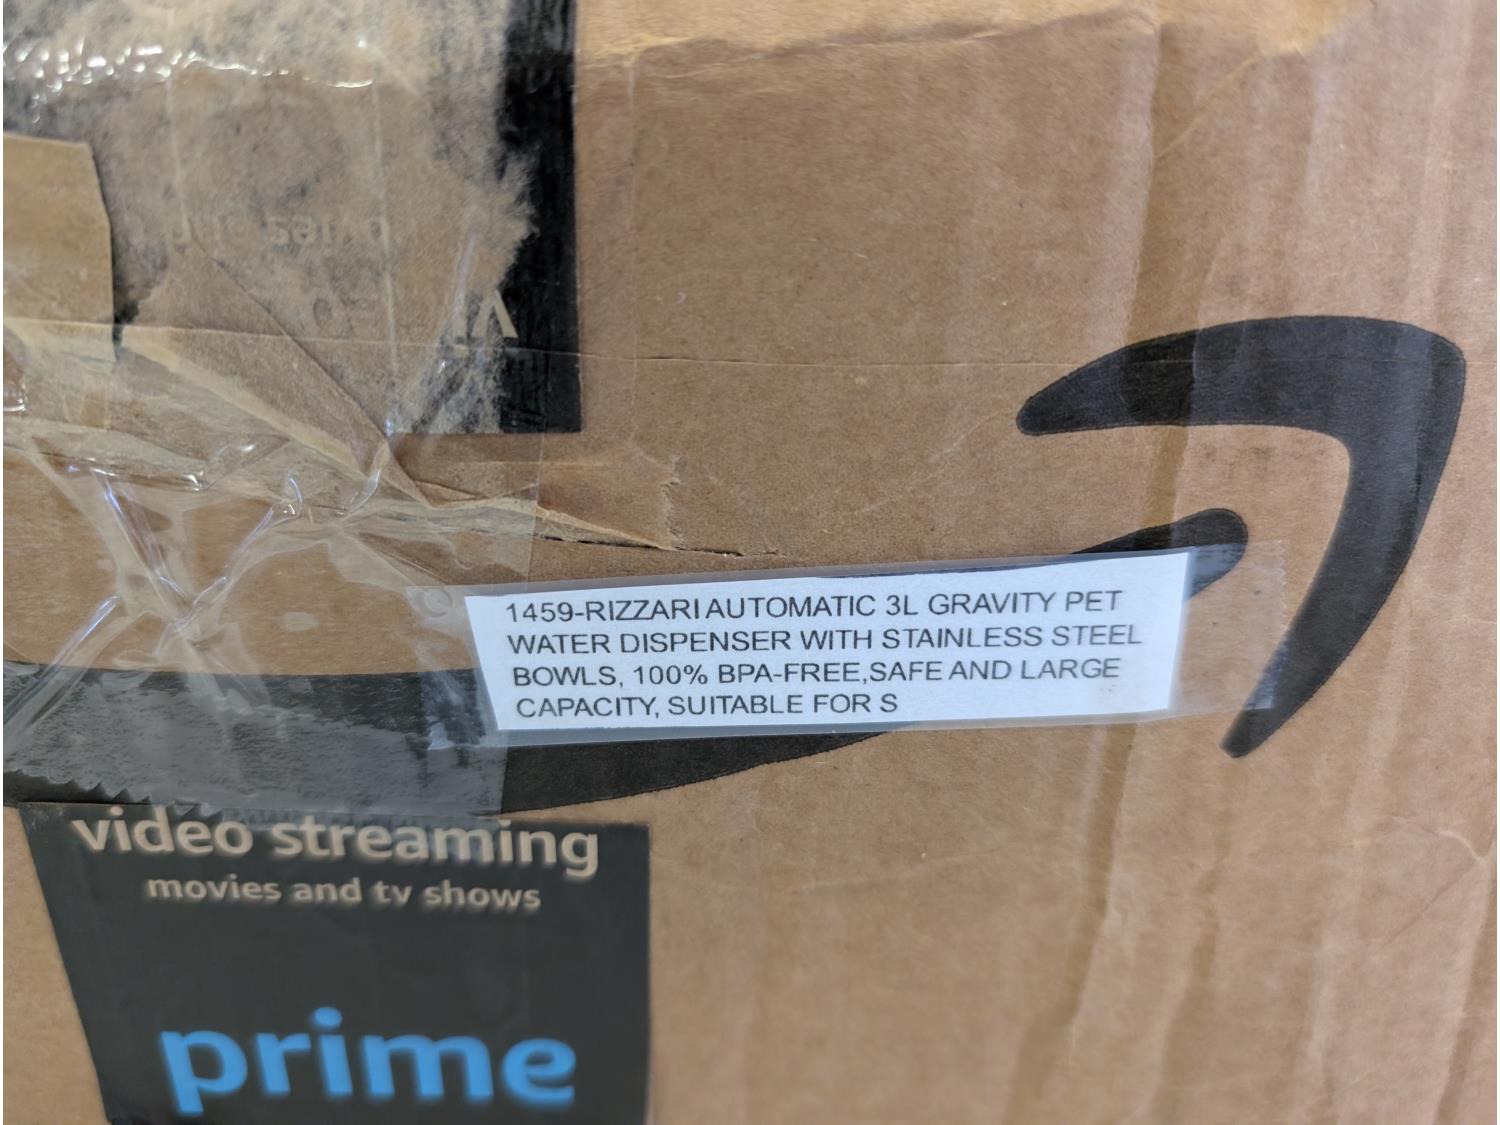 1459-RIZZARI AUTOMATIC 3L GRAVITY PET
WATER DISPENSER WITH STAINLESS STEEL
BOWLS, 100% BPA-FREE,SAFE AND LARGE
CAPACITY, SUITABLE FOR S
video streaming
movies and tv shows
prime